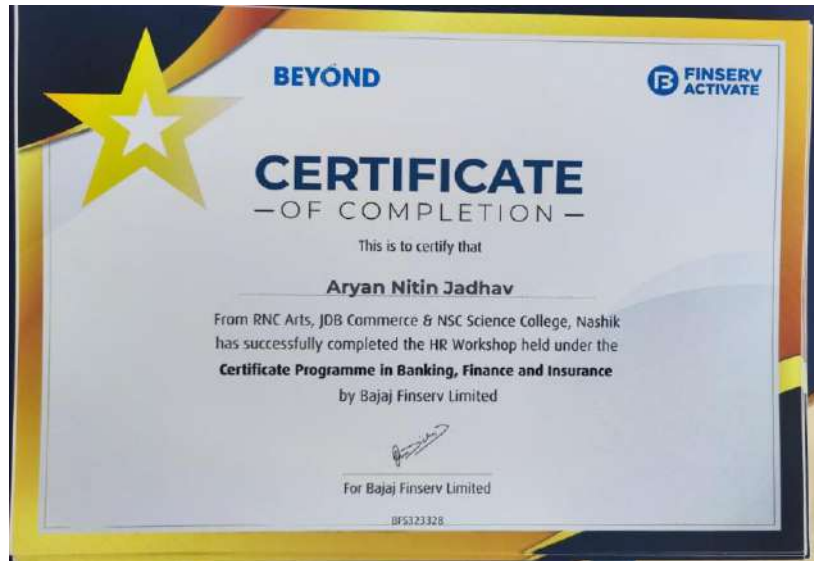 BEYOND
FINSERV
ACTIVATE
CERTIFICATE
— OF COMPLETION —
This is to certify that
Aryan Nitin Jadhav
From RNC Arts, JDB Commerce & NSC Science College, Nashik
has successfully completed the HR Workshop held under the
Certificate Programme in Banking, Finance and Insurance
by Bajaj Finserv Limited
For Bajaj Finserv Limited
BFS323328